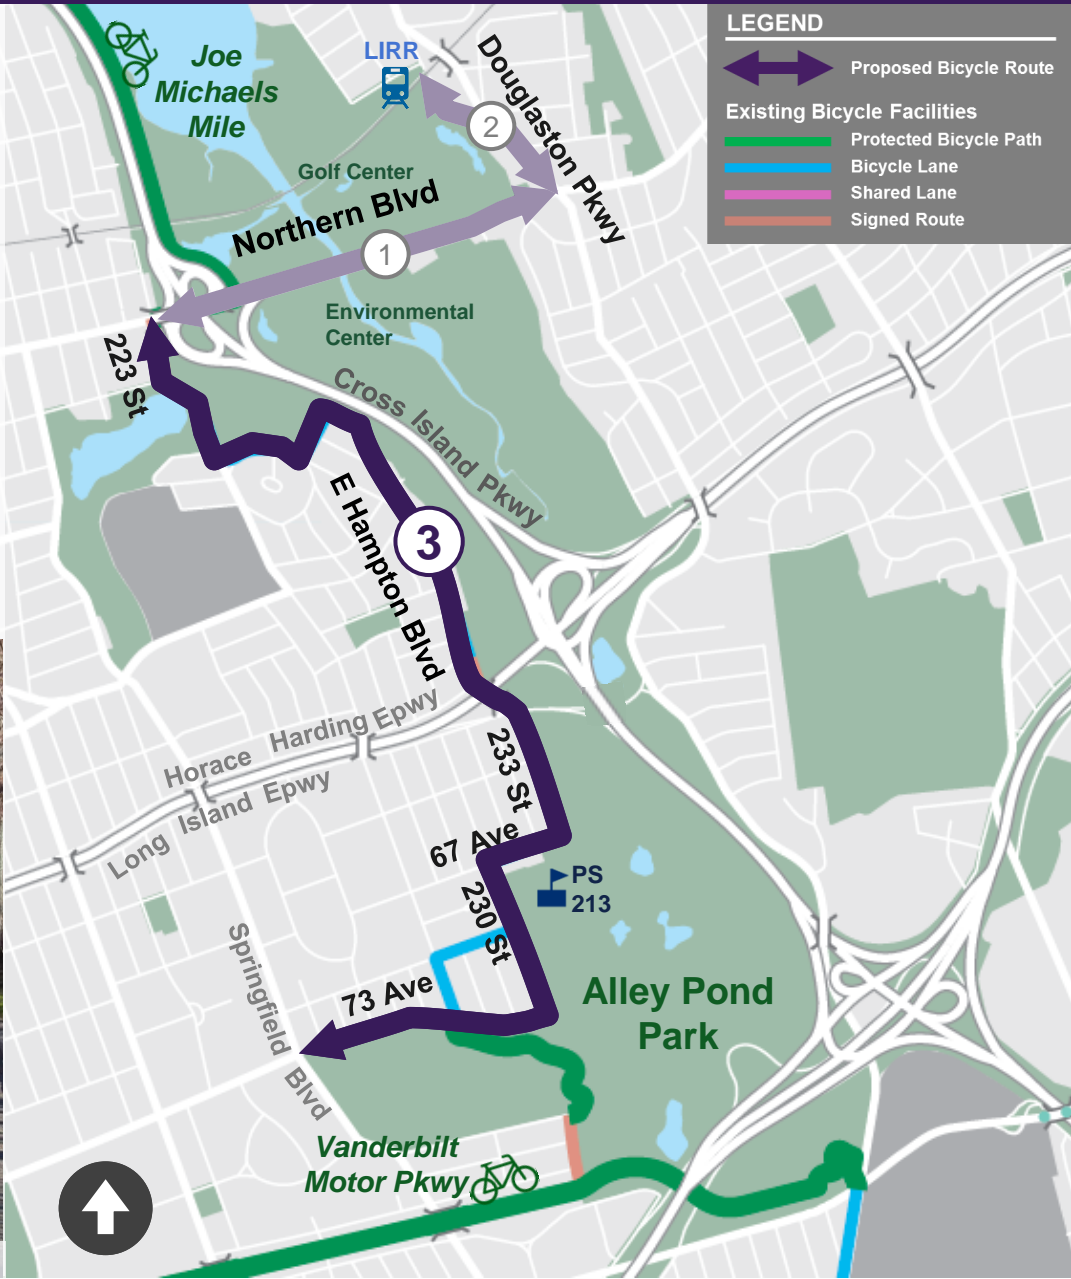 LEGEND
Proposed Bicycle Route
Existing Bicycle Facilities
Protected Bicycle Path
Bicycle Lane
Shared Lane
Signed Route
Joe
Michaels
Mile
LIRR
Douglaston Pkwy
2
Golf Center
Northern Blvd
1
Environmental
Center
223 St
Cross Island Pkwy
E Hampton Blvd
3
Horace Harding Epwy
Long Island Epwy
233 St
67 Ave
PS
213
230 St
Springfield Blvd
73 Ave
Alley Pond
Park
Vanderbilt
Motor Pkwy